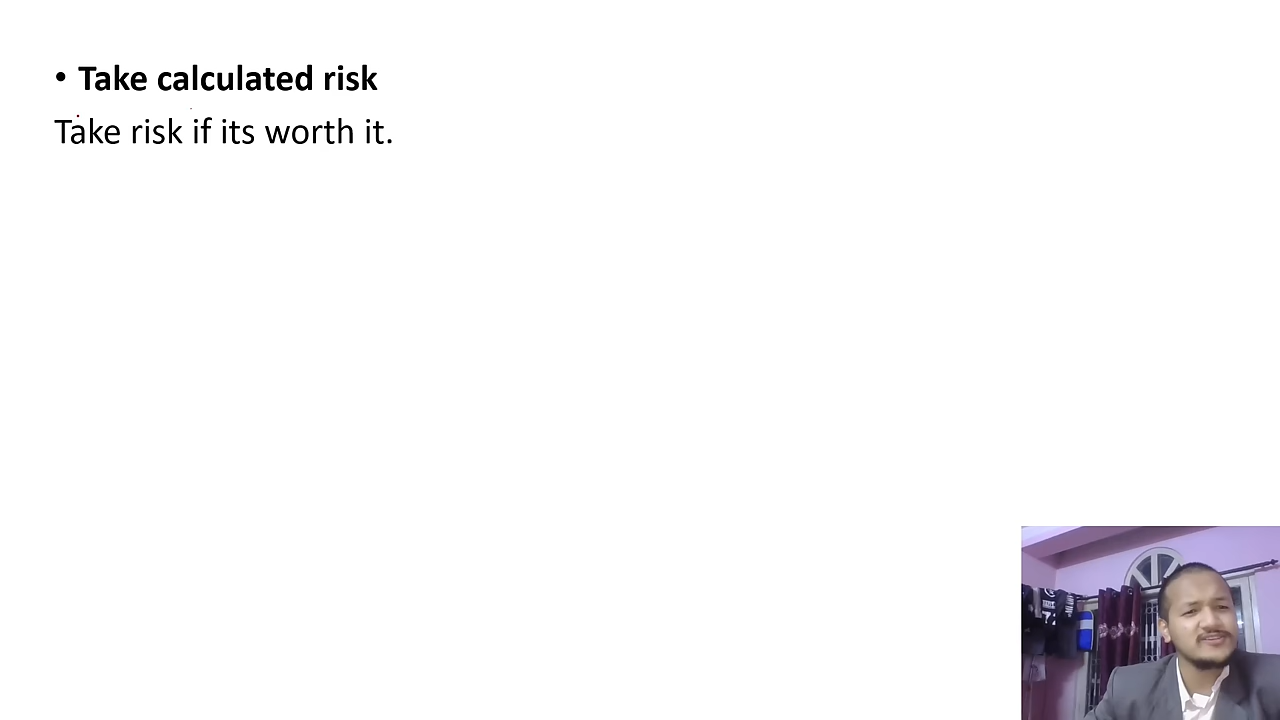 • Take calculated risk
Take risk if its worth it.